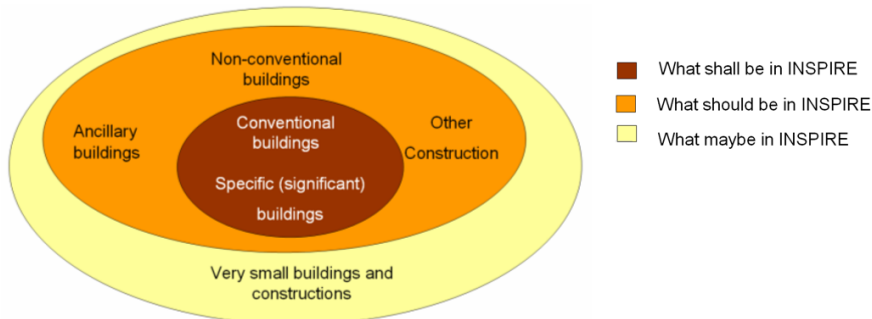 Non-conventional
buildings
Ancillary
buildings
Conventional
buildings
Other
Construction
Specific (significant)
buildings
Very small buildings and
constructions
What shall be in INSPIRE
What should be in INSPIRE
What maybe in INSPIRE